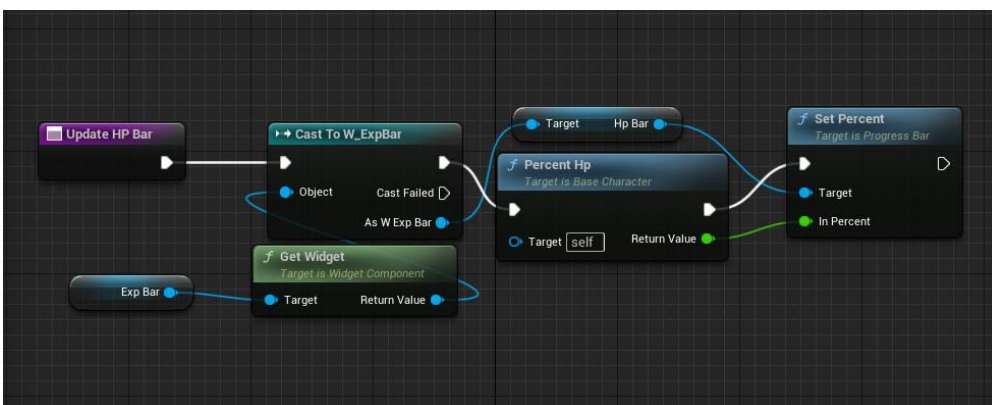 Update HP Bar
Cast To W_ExpBar
Object
Cast Failed
As W Exp Bar
Get Widget
Target is Widget Component
Exp Bar
Target
Return Value
Target
Hp Bar
Percent Hp
Target is Base Character
Target
self
Return Value
Set Percent
Target is Progress Bar
Target
In Percent